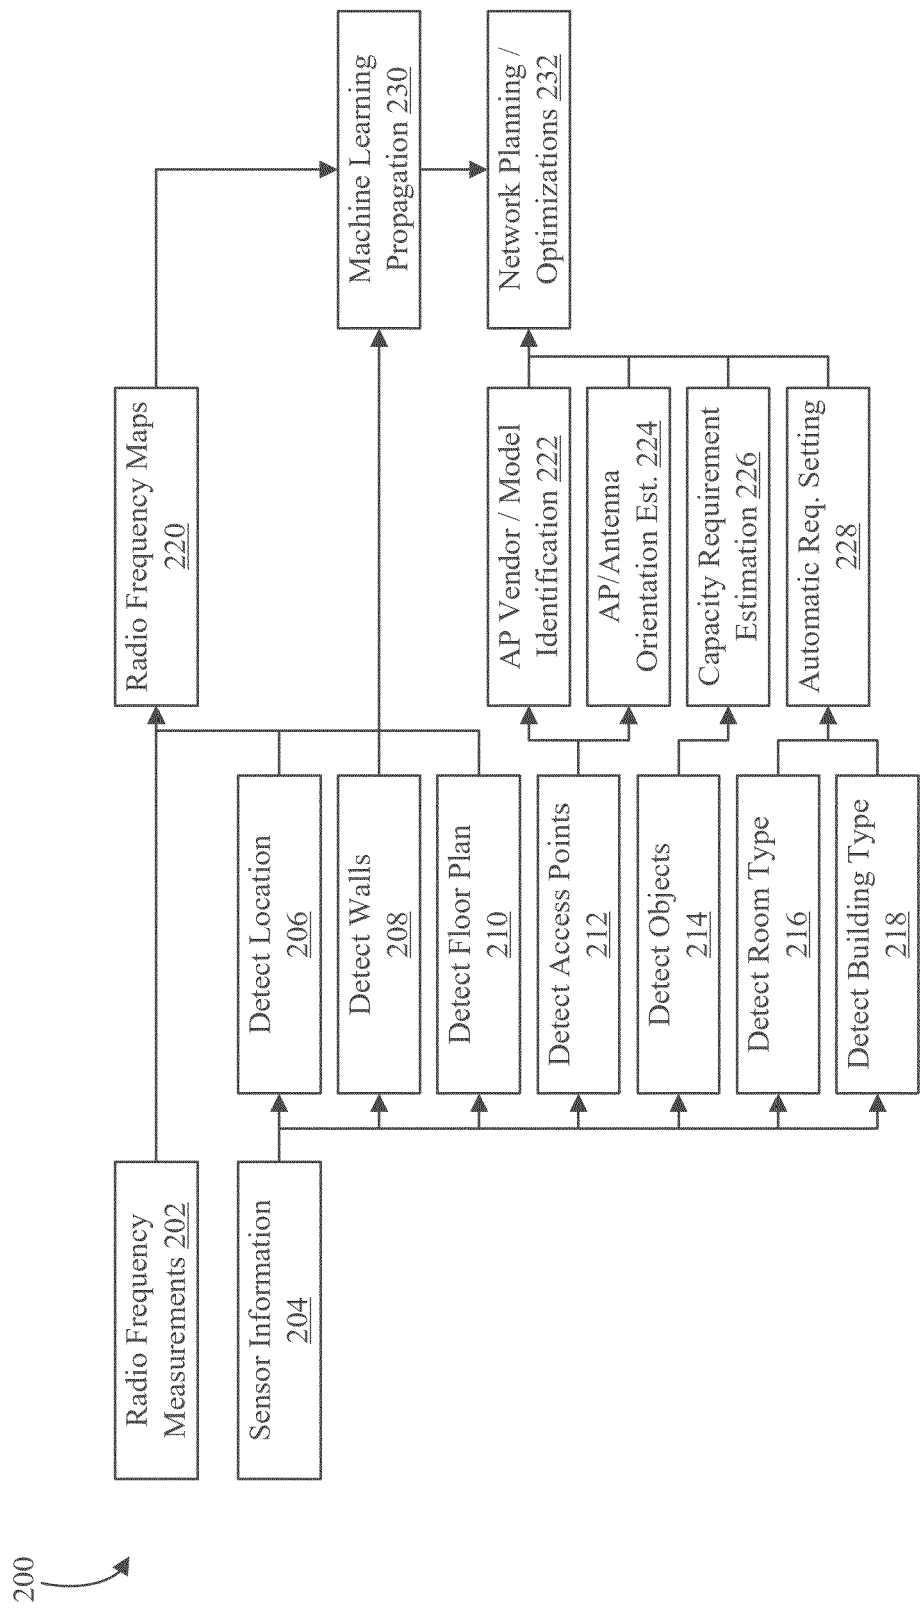 200
Radio Frequency
Measurements 202
Sensor Information
204
Detect Location
206
Detect Walls
208
Detect Floor Plan
210
Detect Access Points
212
Detect Objects
214
Detect Room Type
216
Detect Building Type
218
Radio Frequency Maps
220
AP Vendor / Model
Identification 222
AP/Antenna
Orientation Est. 224
Capacity Requirement
Estimation 226
Automatic Req. Setting
228
Machine Learning
Propagation 230
Network Planning /
Optimizations 232